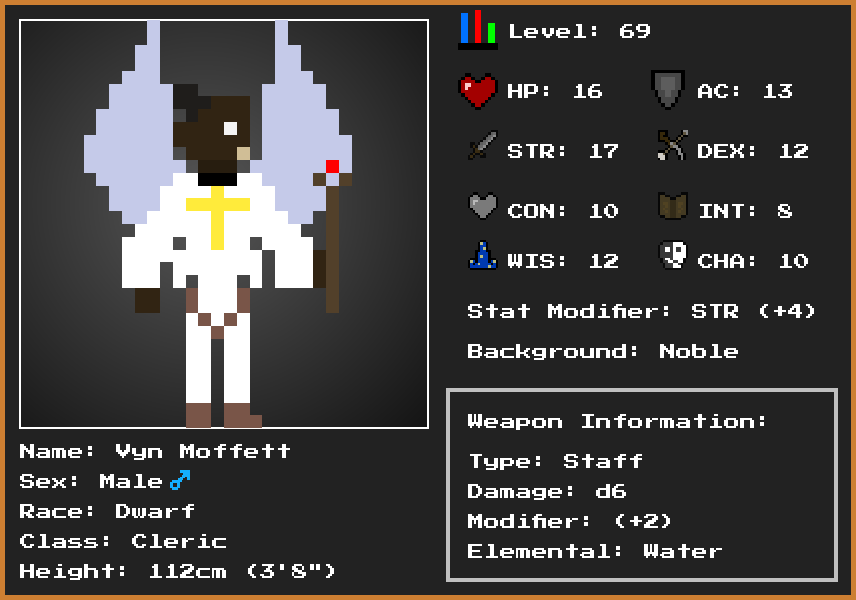 Level: 69
HP: 16
AC: 13
STR: 17
DEX: 12
CON: 10
INT: 8
WIS: 12
CHA: 10
Stat Modifier: STR (+4)
Background: Noble
Weapon Information:
Type: Staff
Damage: d6
Modifier: (+2)
Elemental: Water
Name: Vyn Moffett
Sex: Male ♂
Race: Dwarf
Class: Cleric
Height: 112cm (3'8")